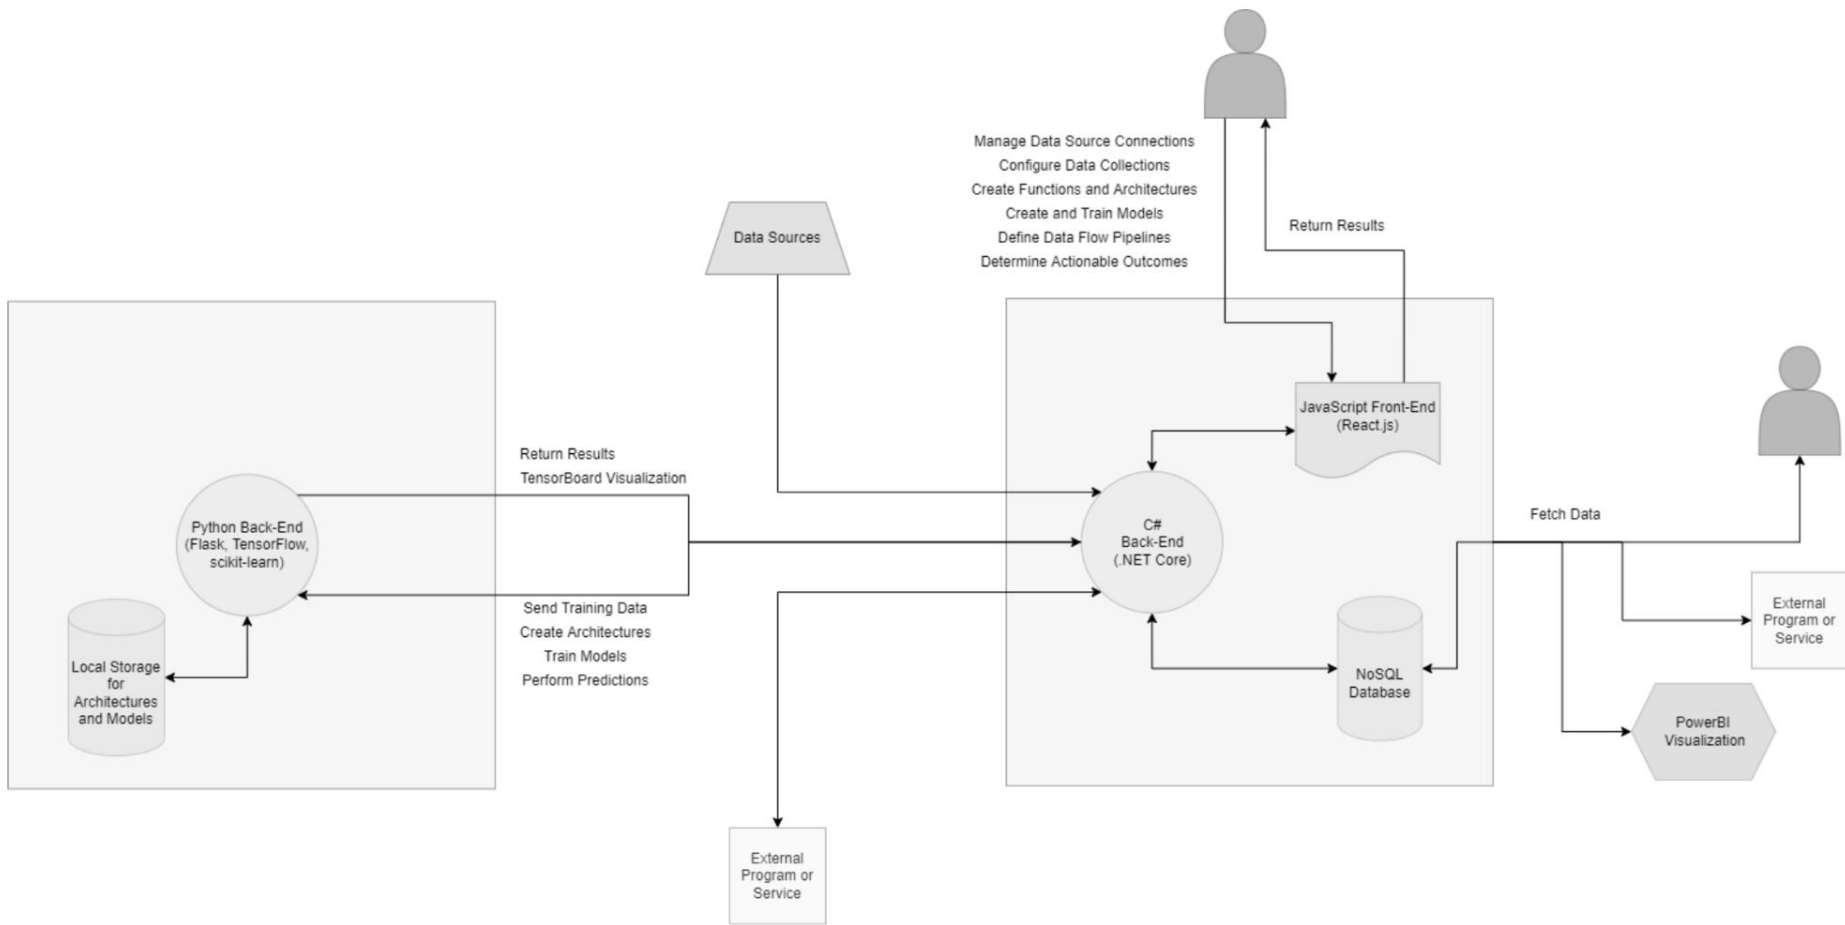 Manage Data Source Connections
Configure Data Collections
Create Functions and Architectures
Create and Train Models
Define Data Flow Pipelines
Determine Actionable Outcomes
Return Results
Data Sources
JavaScript Front-End
(React.js)
Return Results
TensorBoard Visualization
Python Back-End
(Flask, TensorFlow,
scikit-learn)
C#
Back-End
(.NET Core)
Fetch Data
Send Training Data
Create Architectures
Train Models
Perform Predictions
Local Storage
for
Architectures
and Models
NoSQL
Database
External
Program or
Service
PowerBI
Visualization
External
Program or
Service